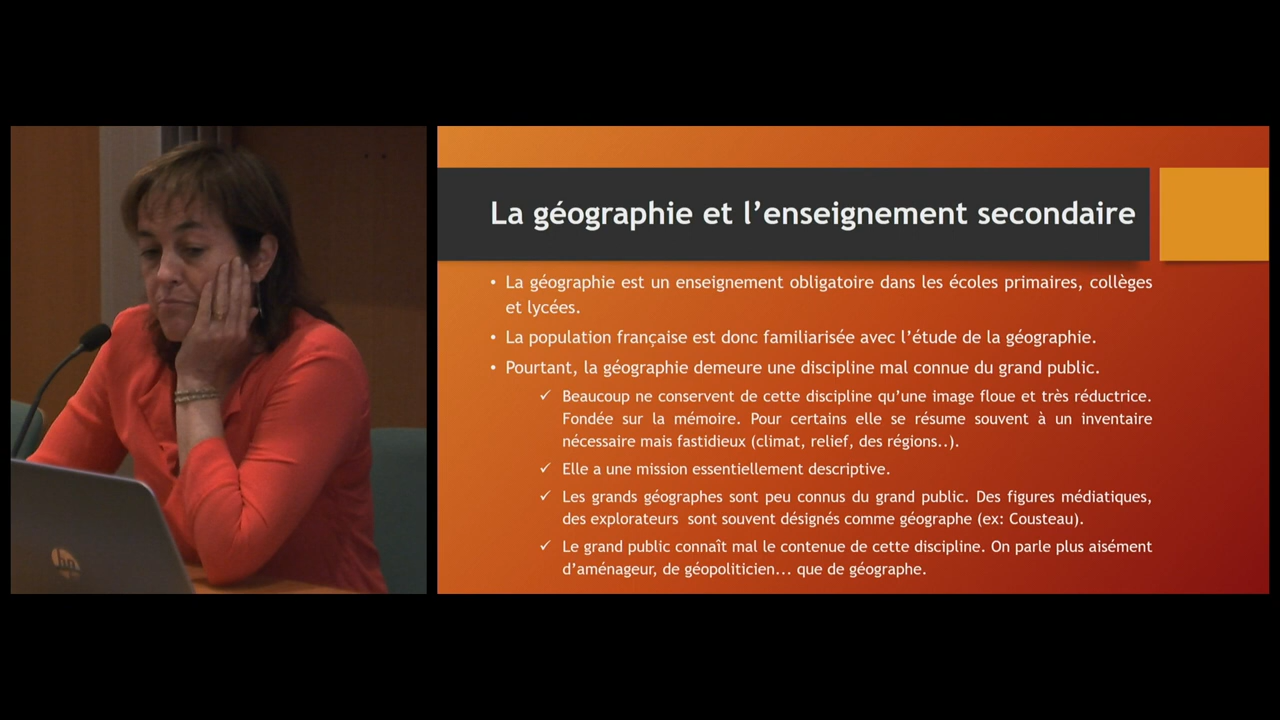 La géographie et l’enseignement secondaire
• La géographie est un enseignement obligatoire dans les écoles primaires, collèges
et lycées.
• La population française est donc familiarisée avec l’étude de la géographie.
• Pourtant, la géographie demeure une discipline mal connue du grand public.
✓ Beaucoup ne conservent de cette discipline qu’une image floue et très réductrice.
Fondée sur la mémoire. Pour certains elle se résume souvent à un inventaire
nécessaire mais fastidieux (climat, relief, des régions..).
✓ Elle a une mission essentiellement descriptive.
✓ Les grands géographes sont peu connus du grand public. Des figures médiatiques,
des explorateurs sont souvent désignés comme géographe (ex: Cousteau).
✓ Le grand public connaît mal le contenue de cette discipline. On parle plus aisément
d’aménageur, de géopoliticien... que de géographe.
hp